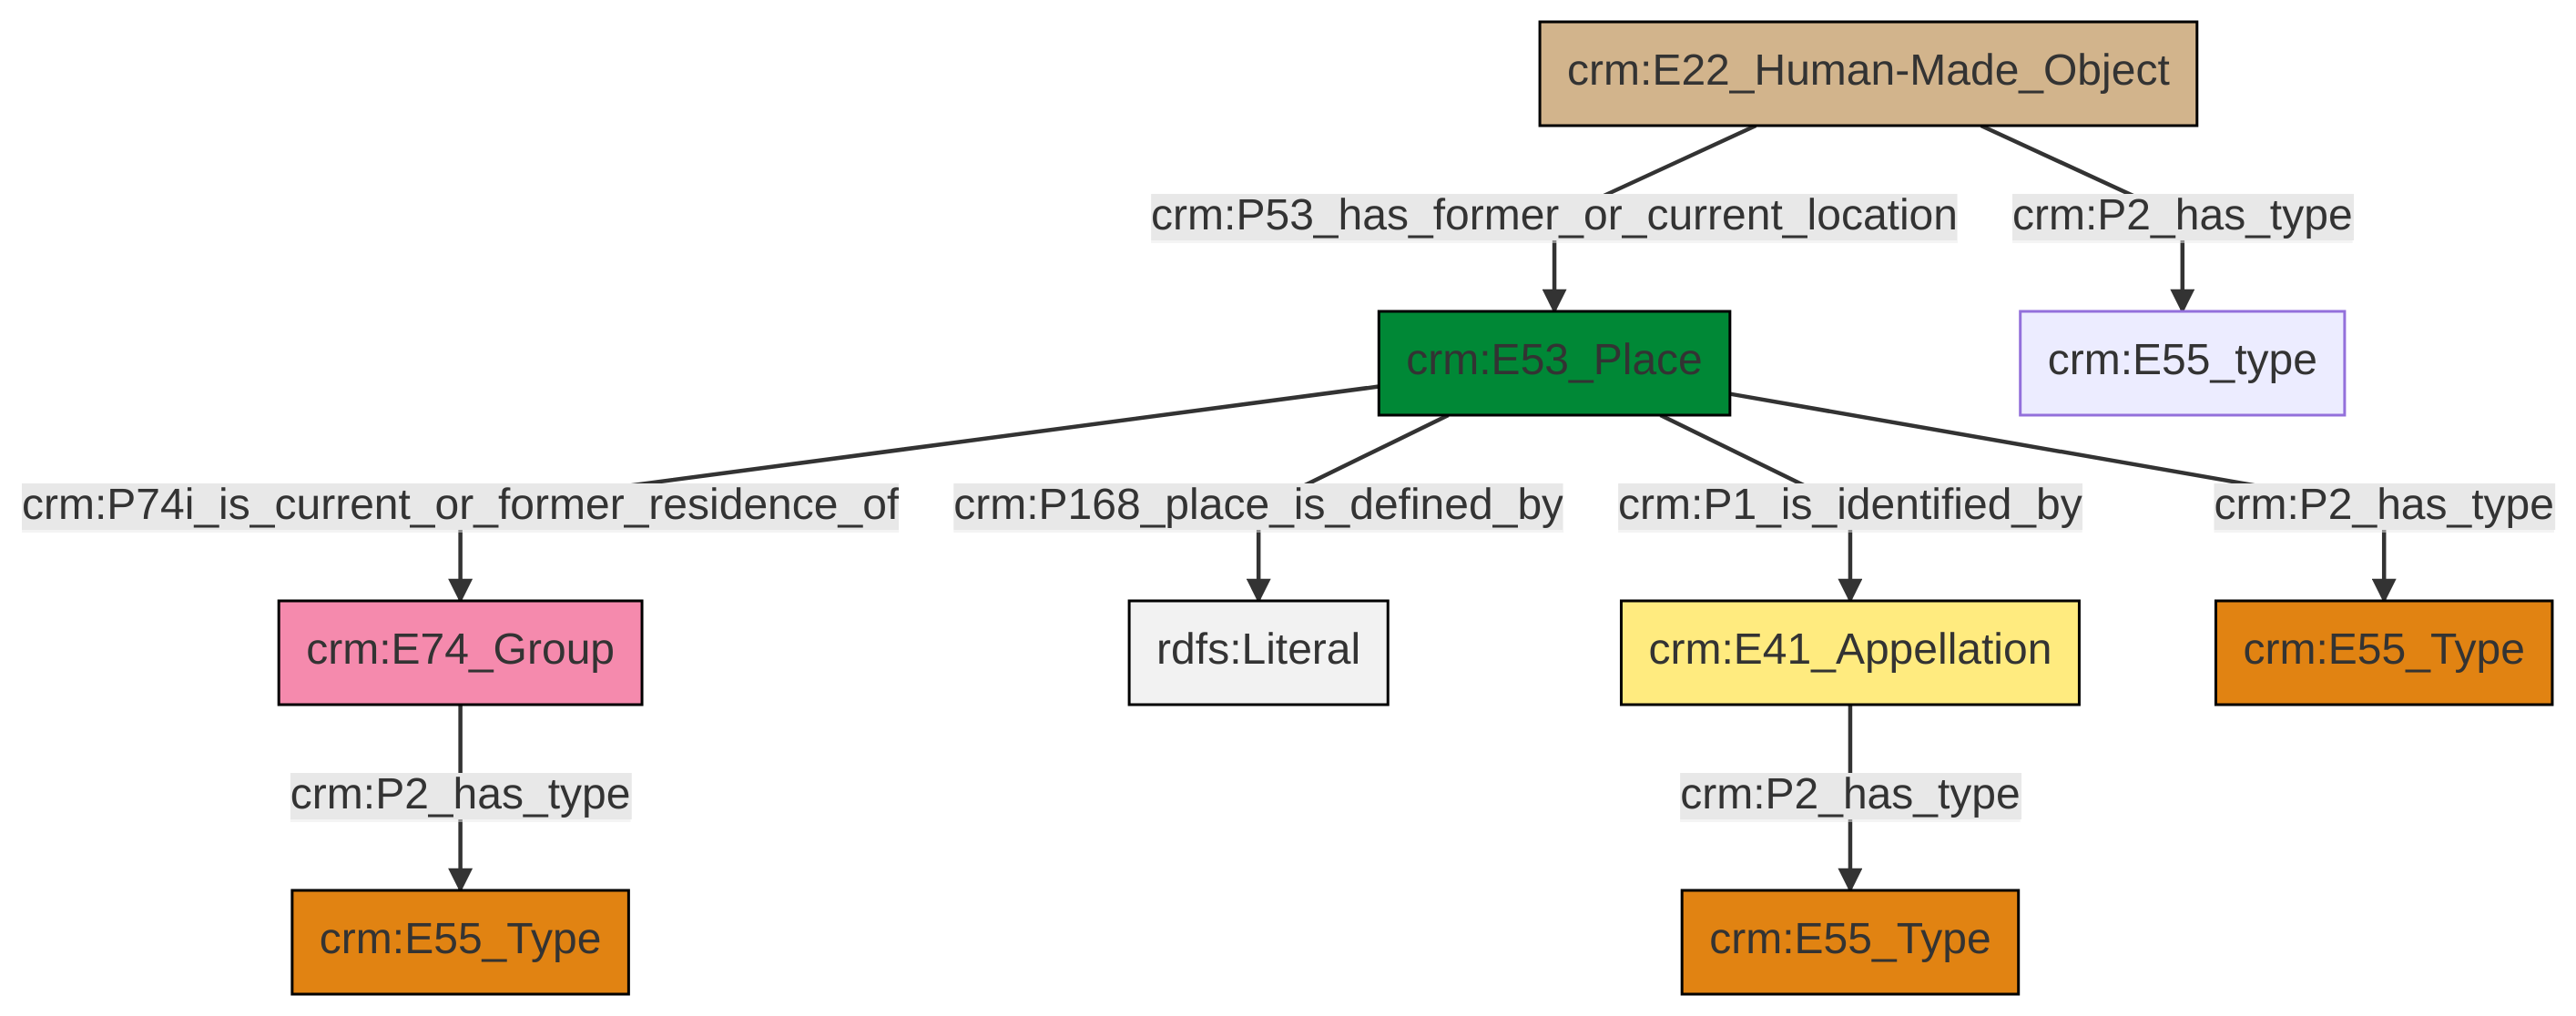 crm:E22_Human-Made_Object
crm:P53_has_former_or_current_location
crm:P2_has_type
crm:E53_Place
crm:E55_type
crm:P74i_is_current_or_former_residence_of
crm:P168_place_is_defined_by
crm:P1_is_identified_by
crm:P2_has_type
crm:E74_Group
rdfs:Literal
crm:E41_Appellation
crm:E55_Type
crm:P2_has_type
crm:P2_has_type
crm:E55_Type
crm:E55_Type